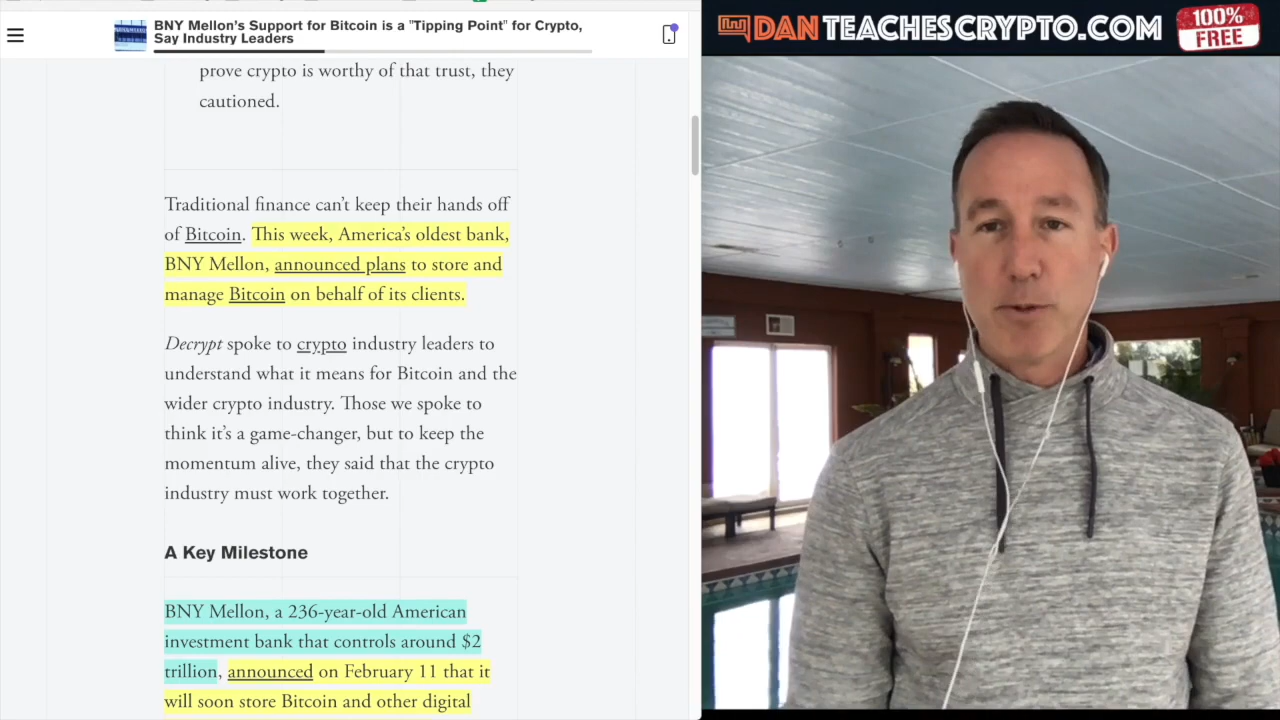 BNY Mellon's Support for Bitcoin is a "Tipping Point" for Crypto,
Say Industry Leaders
DANTEACHESCRYPTO.COM
100%
FREE
prove crypto is worthy of that trust, they
cautioned.
Traditional finance can't keep their hands off
of Bitcoin. This week, America's oldest bank,
BNY Mellon, announced plans to store and
manage Bitcoin on behalf of its clients.
Decrypt spoke to crypto industry leaders to
understand what it means for Bitcoin and the
wider crypto industry. Those we spoke to
think it's a game-changer, but to keep the
momentum alive, they said that the crypto
industry must work together.
A Key Milestone
BNY Mellon, a 236-year-old American
investment bank that controls around $2
trillion, announced on February 11 that it
will soon store Bitcoin and other digital